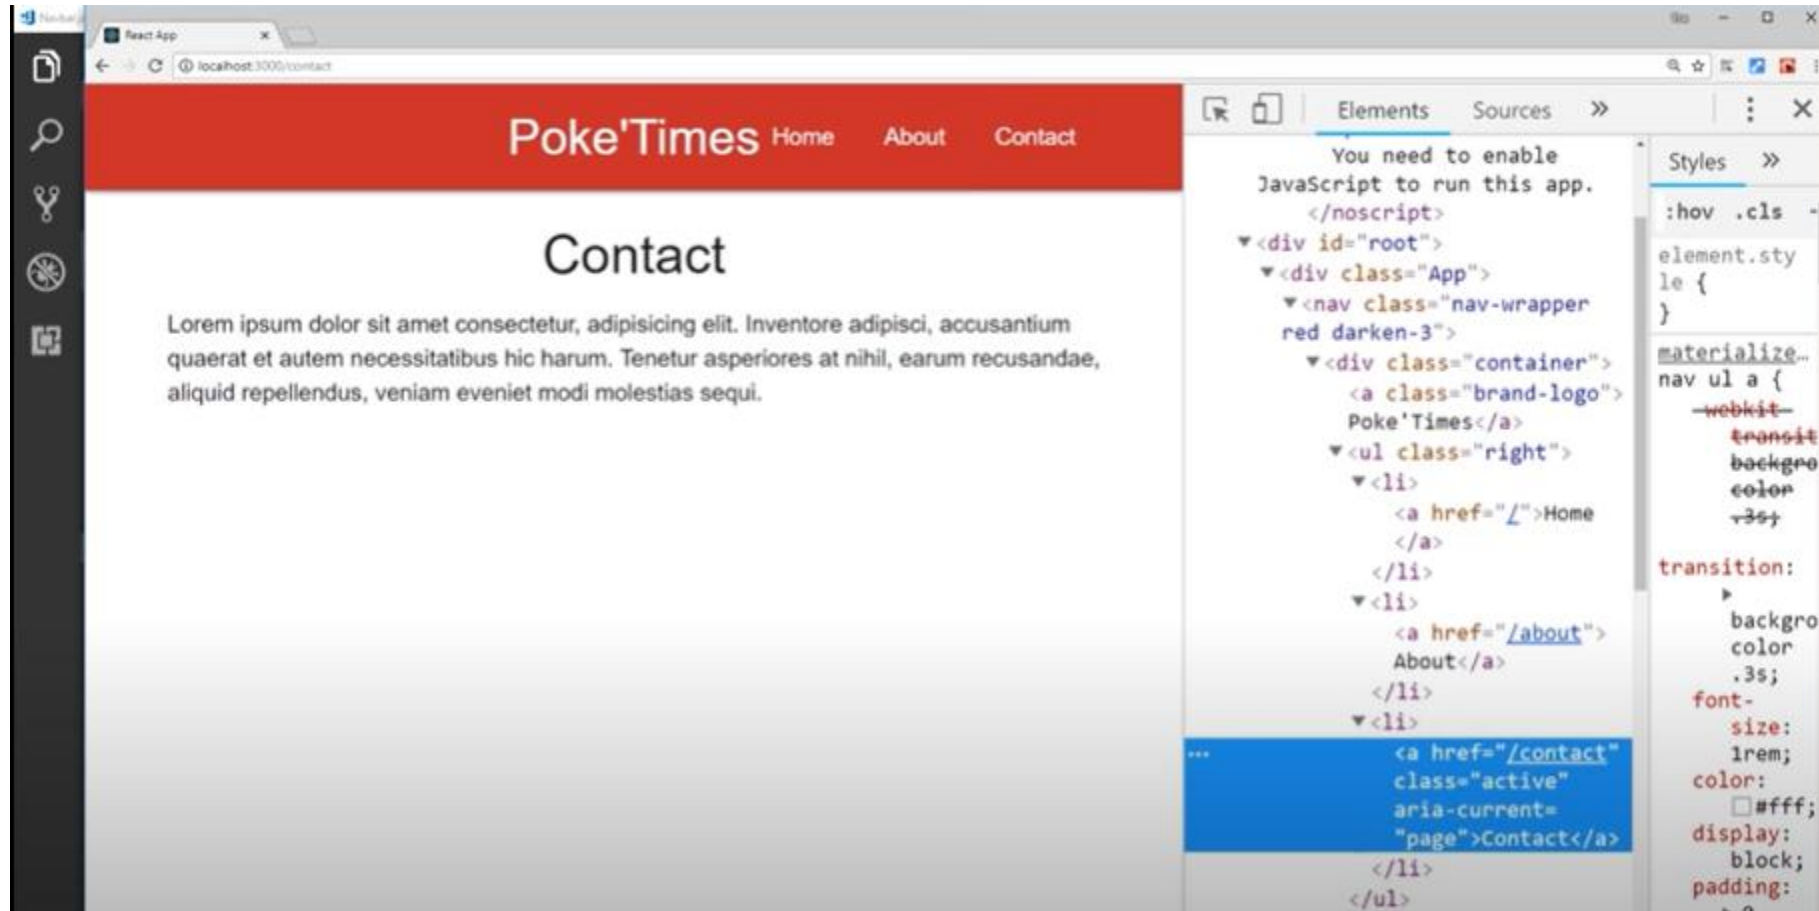 React App
localhost:3000/contact
Poke'Times Home About Contact
Contact
Lorem ipsum dolor sit amet consectetur, adipisicing elit. Inventore adipisci, accusantium
quaerat et autem necessitatibus hic harum. Tenetur asperiores at nihil, earum recusandae,
aliquid repellendus, veniam eveniet modi molestias sequi.
Elements Sources »
You need to enable
JavaScript to run this app.
</noscript>
▼<div id="root">
▼<div class="App">
▼<nav class="nav-wrapper
red darken-3">
▼<div class="container">
<a class="brand-logo">
Poke'Times</a>
▼<ul class="right">
▼<li>
<a href="/">Home
</a>
</li>
▼<li>
<a href="/about">
About</a>
</li>
▼<li>
<a href="/contact"
class="active"
aria-current=
"page">Contact</a>
</li>
</ul>
Styles »
:hov .cls
element.sty
le {
}
materialize…
nav ul a {
-webkit-
transit
backgro
color
.3s;
transition:
backgro
color
.3s;
font-
size:
1rem;
color:
#fff;
display:
block;
padding: